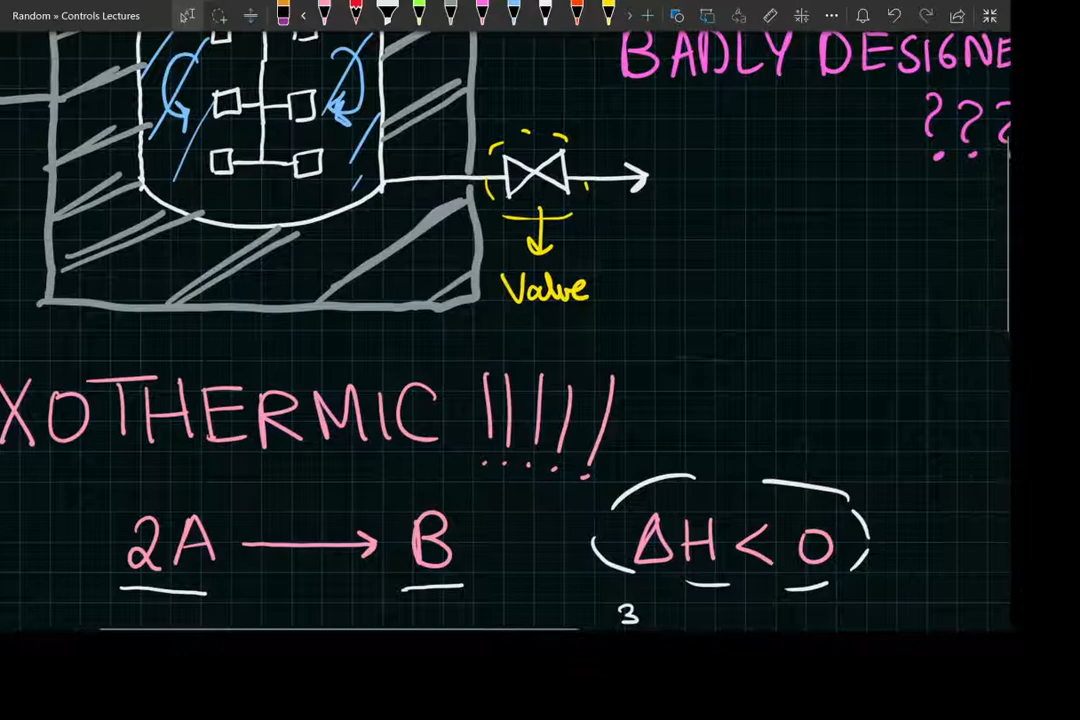 Random » Controls Lectures
BADLY DESIGNE
???
Valve
XOTHERMIC !!!!!
2A ⟶ B
ΔH < 0
3